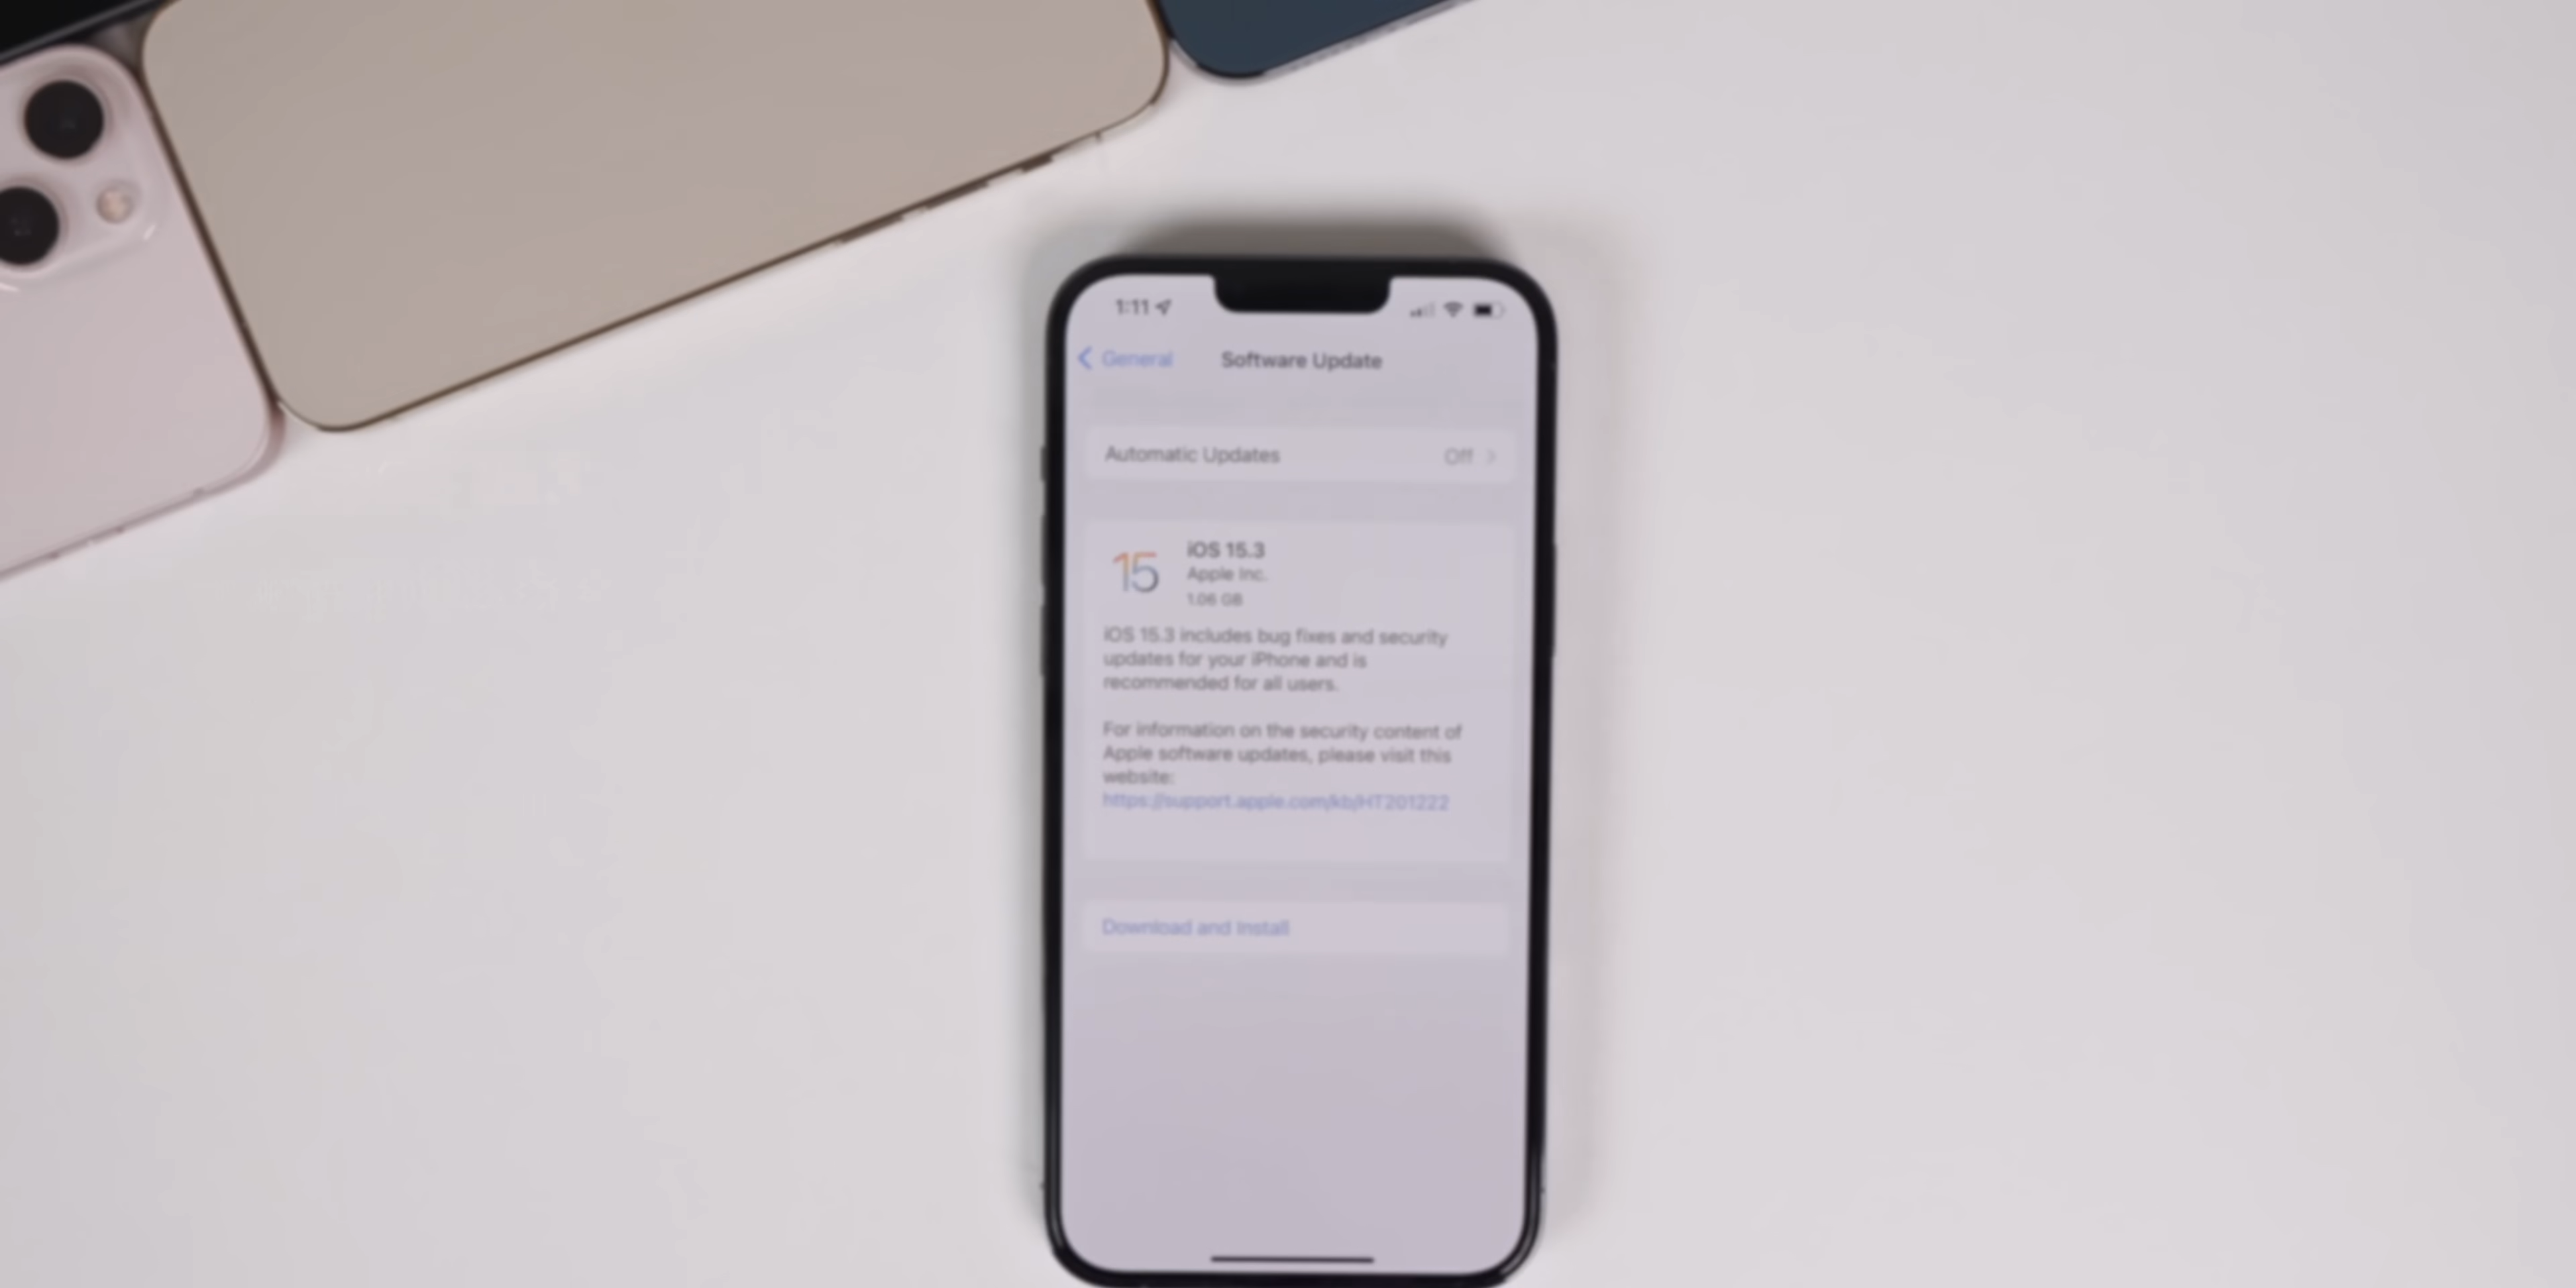 1:11
General
Software Update
Automatic Updates Off
15
iOS 15.3
Apple Inc.
1.06 GB
iOS 15.3 includes bug fixes and security
updates for your iPhone and is
recommended for all users.
For information on the security content of
Apple software updates, please visit this
website:
https://support.apple.com/kb/HT201222
Download and Install